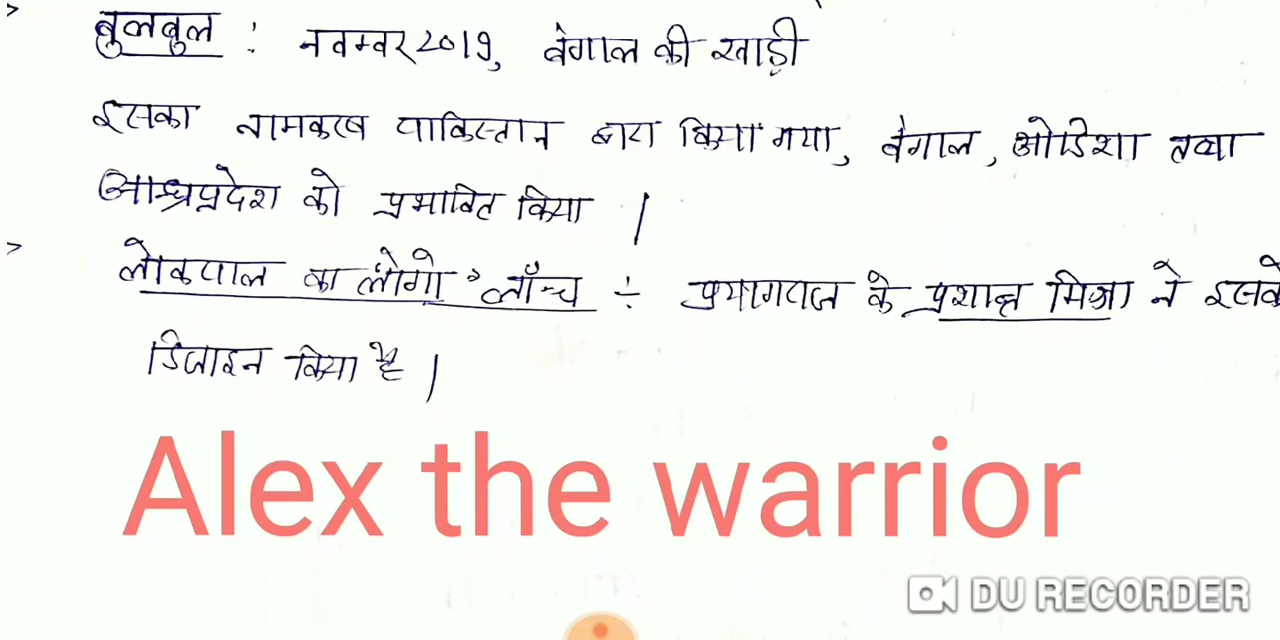 > बुलबुल : नवम्बर 2019, बंगाल की खाड़ी
इसका नामकरण पाकिस्तान द्वारा किया गया, बंगाल, ओडिशा तथा
आन्ध्रप्रदेश को प्रभावित किया |
> लोकपाल का लोगो लॉन्च ÷ प्रयागराज के प्रशान्त मिश्रा ने इसके
डिजाइन किया है |
Alex the warrior
DU RECORDER